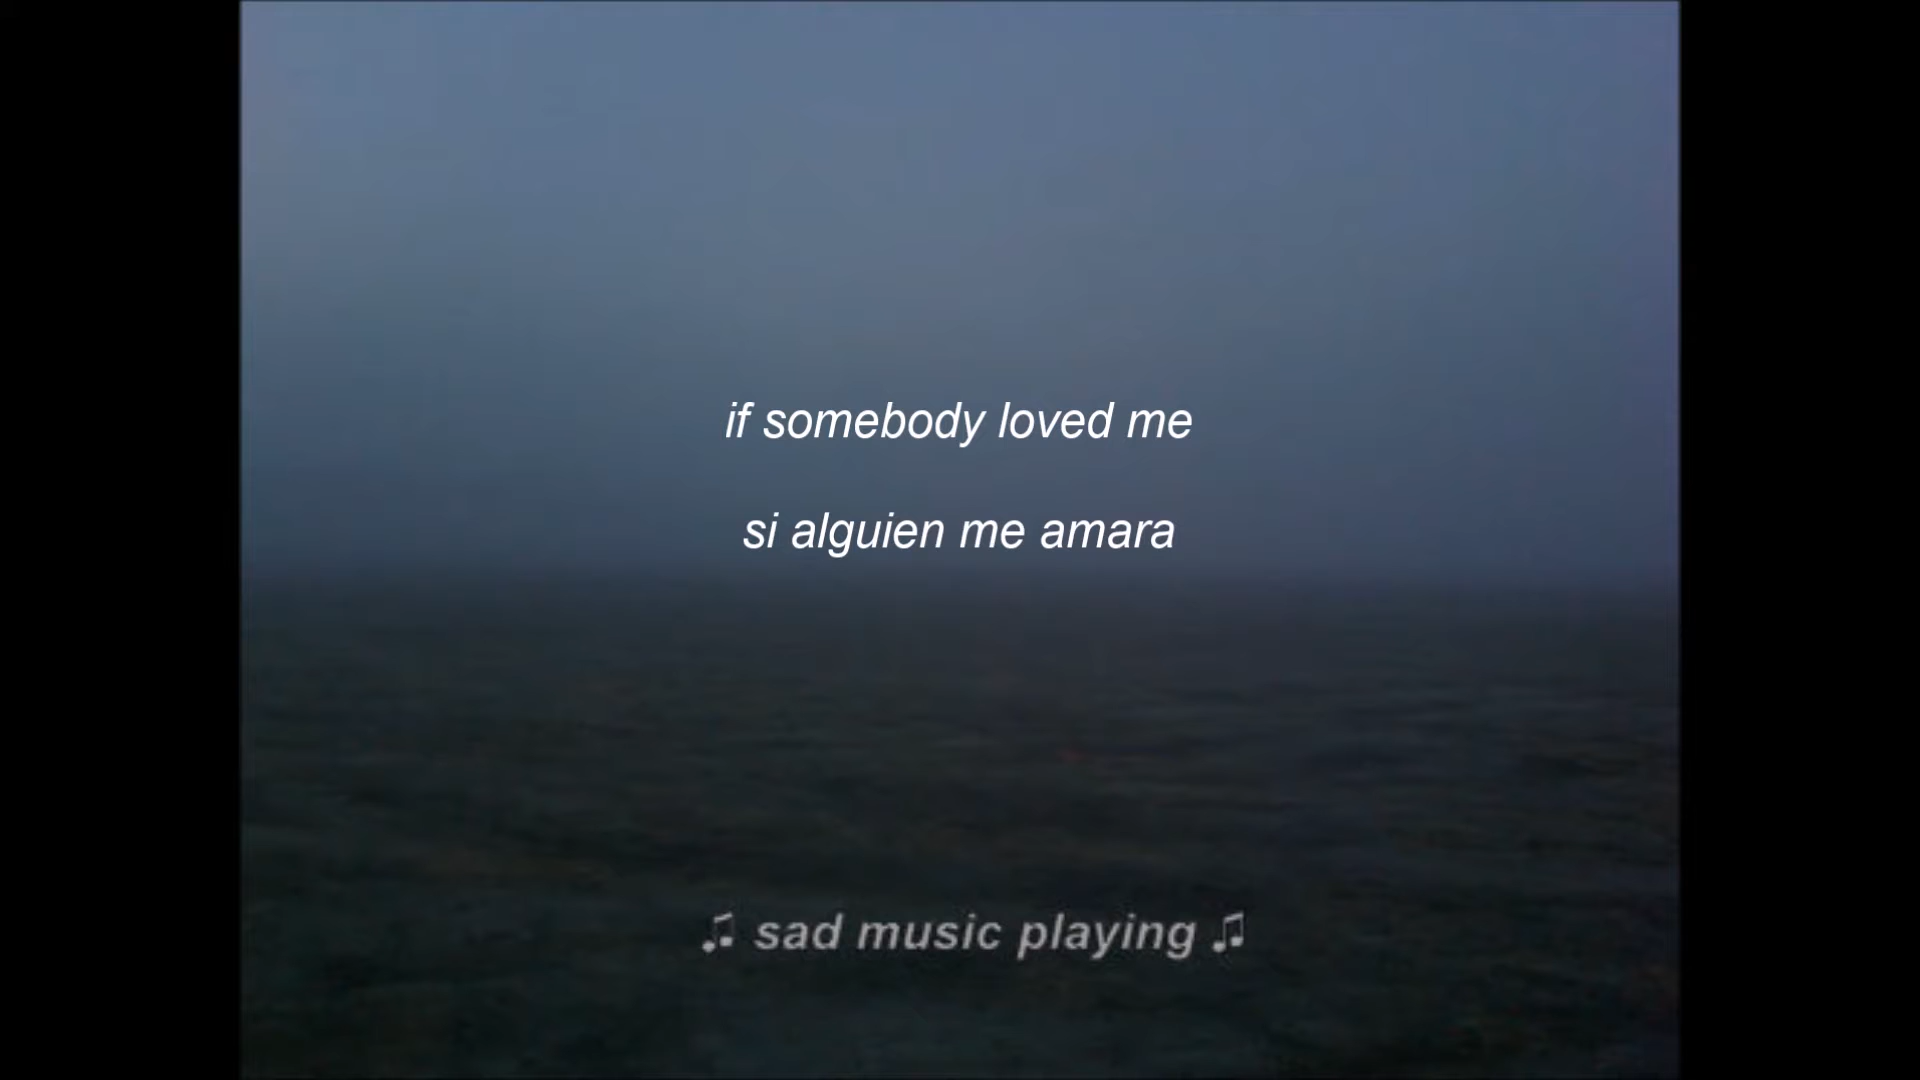 if somebody loved me
si alguien me amara
♫ sad music playing ♫